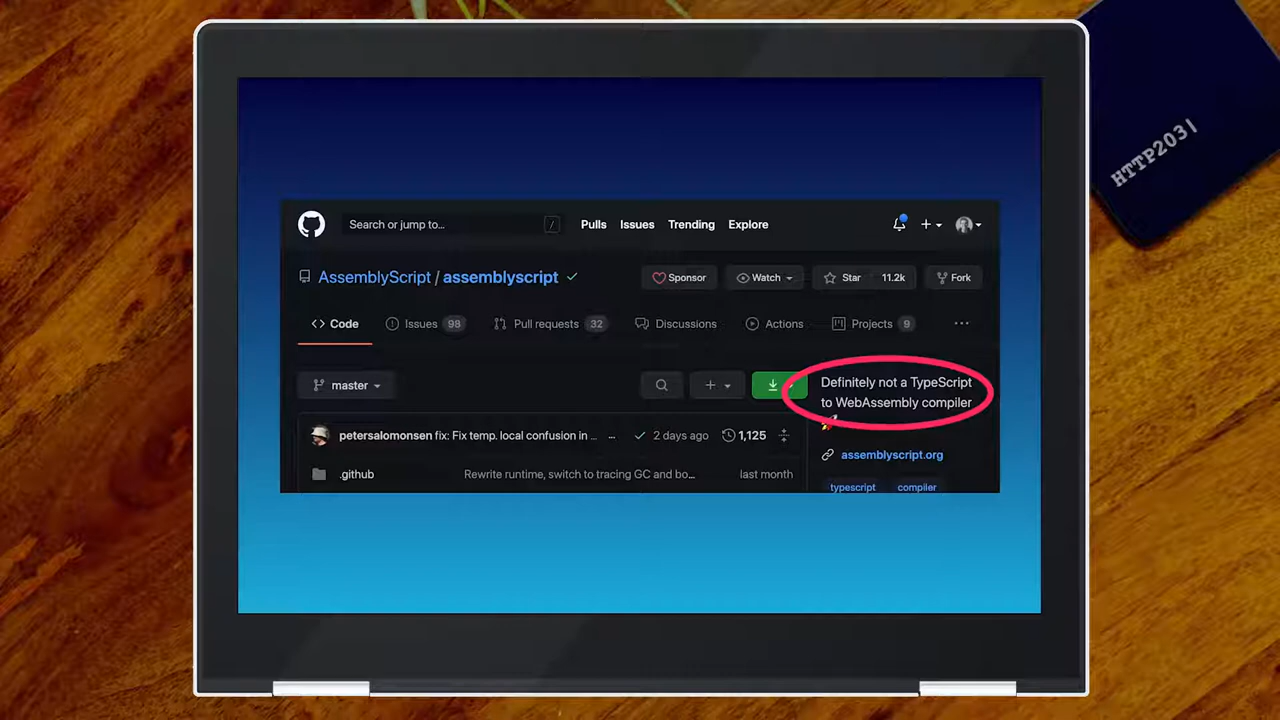 HTTP203|
Search or jump to...
/
Pulls
Issues
Trending
Explore
AssemblyScript / assemblyscript
Sponsor
Watch
Star
11.2k
Fork
<> Code
Issues 98
Pull requests 32
Discussions
Actions
Projects 9
...
master
+
Definitely not a TypeScript
to WebAssembly compiler
petersalomonsen fix: Fix temp. local confusion in ...
...
2 days ago
1,125
assemblyscript.org
.github
Rewrite runtime, switch to tracing GC and bo...
last month
typescript
compiler